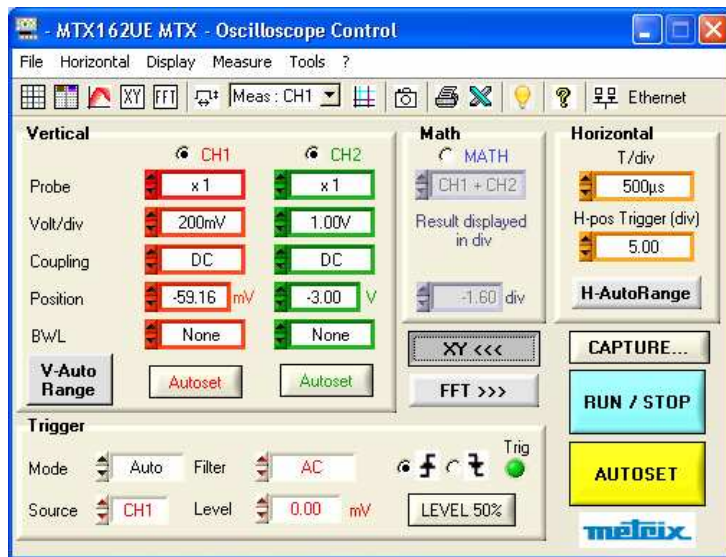 - MTX162UE MTX - Oscilloscope Control
File Horizontal Display Measure Tools ?
XY FFT Meas : CH1 ? Ethernet
Vertical
CH1 CH2
Probe x 1 x 1
Volt/div 200mV 1.00V
Coupling DC DC
Position -59.16 mV -3.00 V
BWL None None
V-Auto
Range
Autoset Autoset
Math
MATH
CH1 + CH2
Result displayed
in div
-1.60 div
XY <<<
FFT >>>
Horizontal
T/div
500µs
H-pos Trigger (div)
5.00
H-AutoRange
CAPTURE...
RUN / STOP
AUTOSET
metrix
Trigger
Mode Auto Filter AC Trig
Source CH1 Level 0.00 mV LEVEL 50%